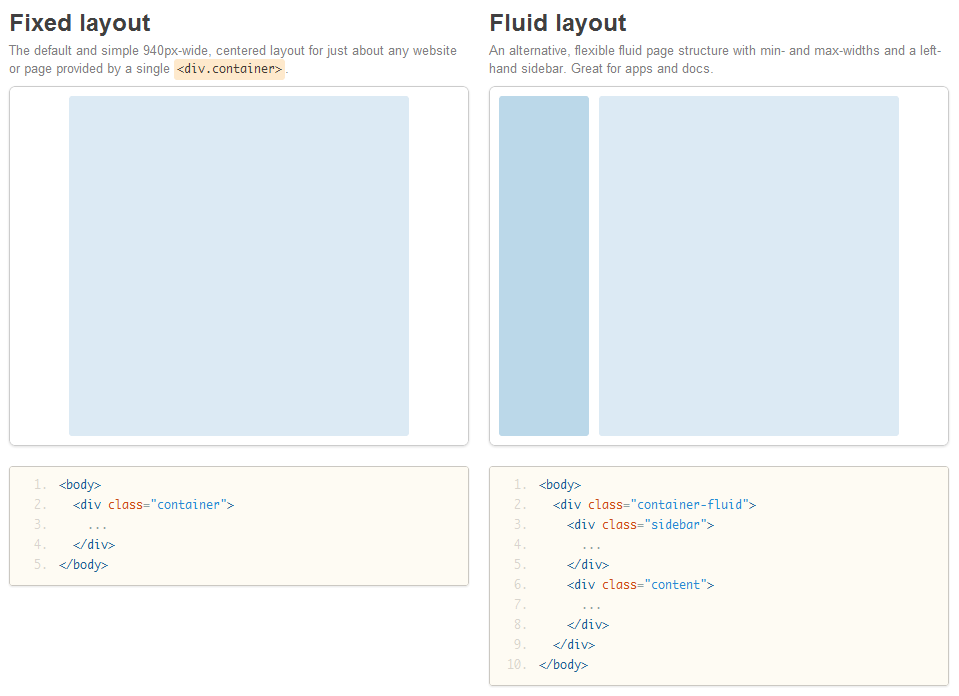 Fixed layout
The default and simple 940px-wide, centered layout for just about any website
or page provided by a single <div.container>.
1. <body>
2. <div class="container">
3. ...
4. </div>
5. </body>
Fluid layout
An alternative, flexible fluid page structure with min- and max-widths and a left-
hand sidebar. Great for apps and docs.
1. <body>
2. <div class="container-fluid">
3. <div class="sidebar">
4. ...
5. </div>
6. <div class="content">
7. ...
8. </div>
9. </div>
10. </body>